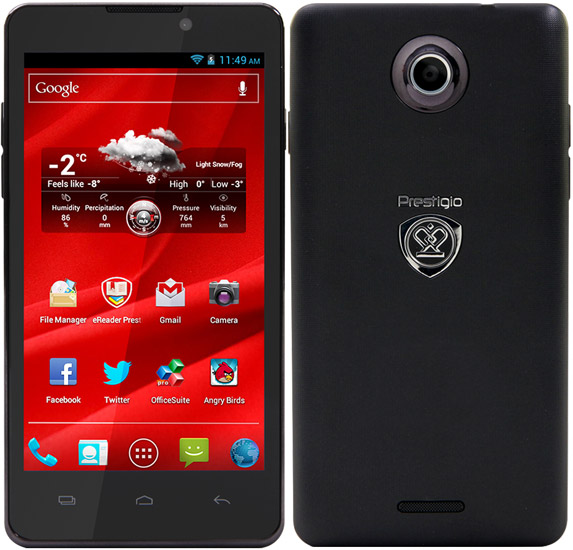 11:49 AM
Google
-2°C
Light Snow/Fog
Feels like -8° High 0° Low -3°
Humidity Percipitation Pressure Visibility
86 0 m/s 764 5
% mm mm km
File Manager eReader Prest Gmail Camera
pro
Facebook Twitter OfficeSuite Angry Birds
Prestigio